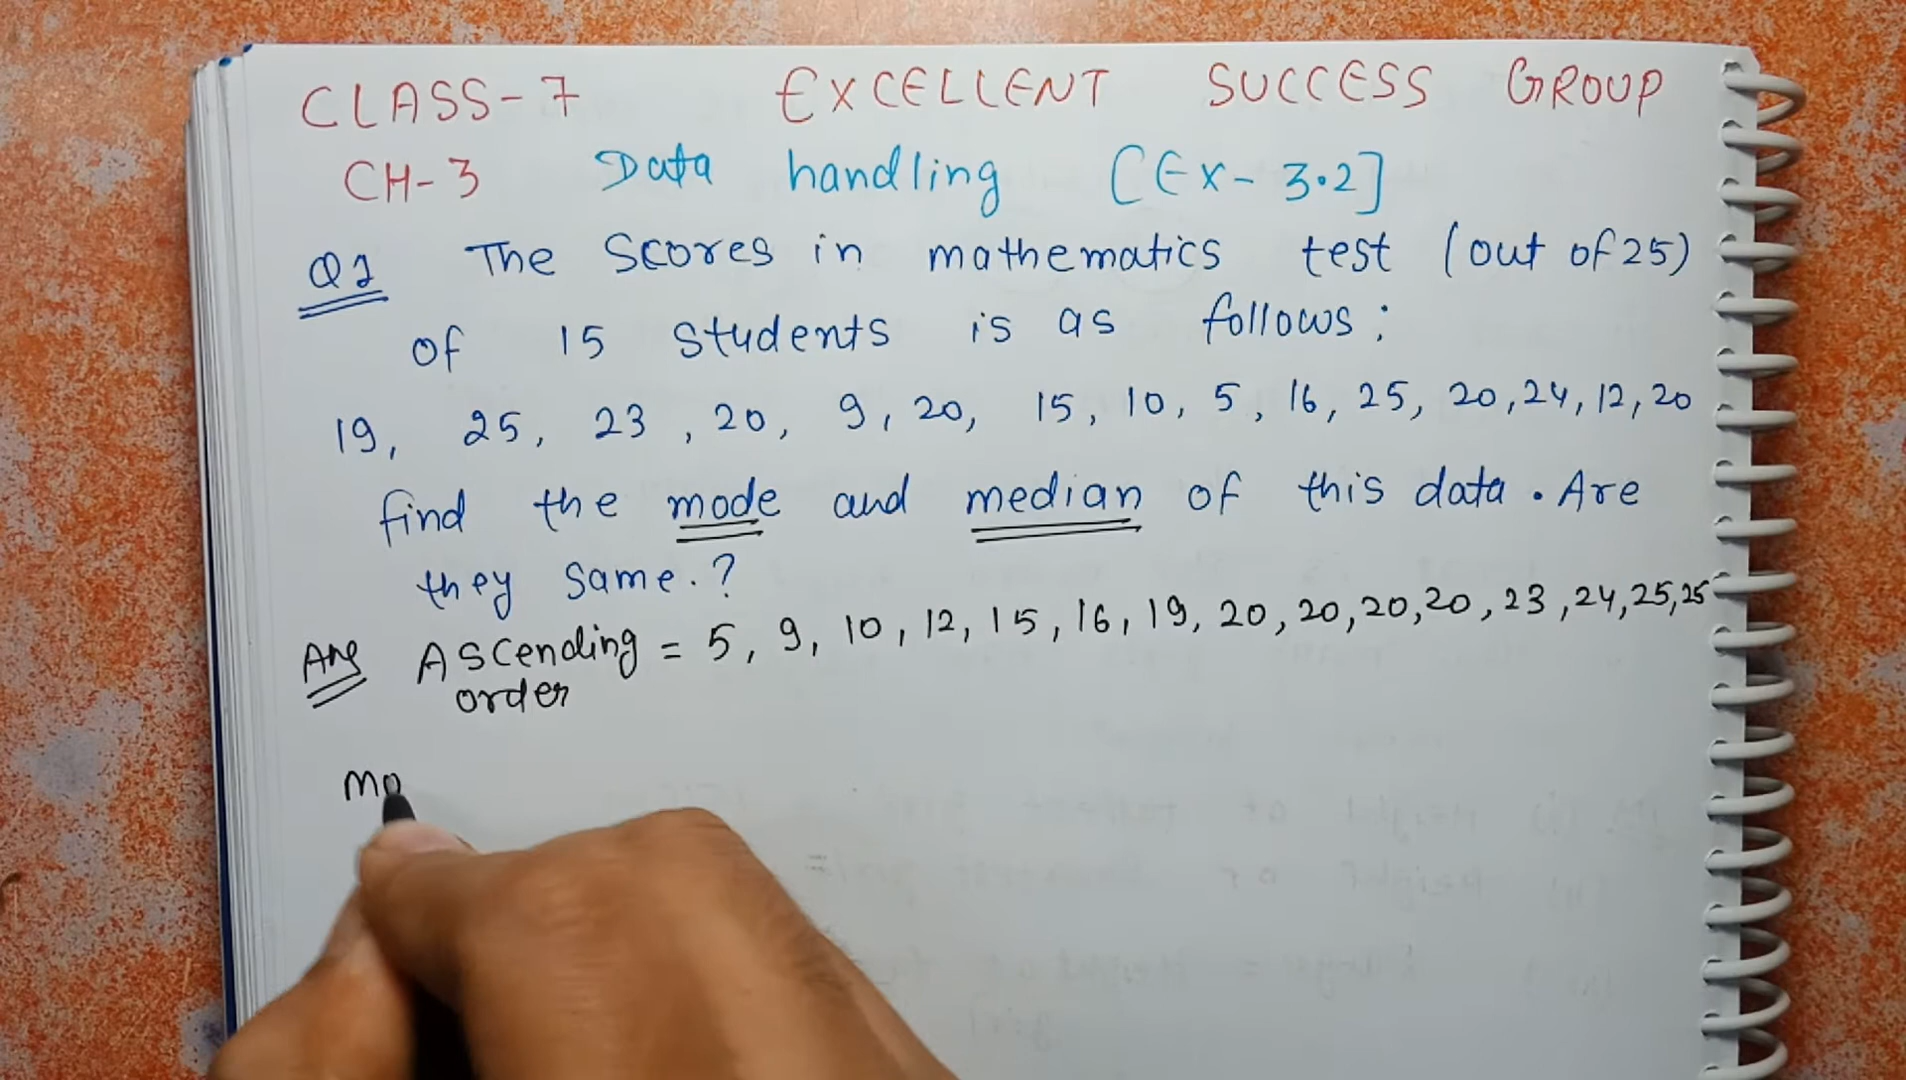 CLASS-7 EXCELLENT SUCCESS GROUP
CH-3 Data handling [Ex-3.2]
Q1 The Scores in mathematics test (out of 25)
of 15 students is as follows:
19, 25, 23, 20, 9, 20, 15, 10, 5, 16, 25, 20, 24, 12, 20
find the mode and median of this data. Are
they same.?
Ans Ascending = 5, 9, 10, 12, 15, 16, 19, 20, 20, 20, 20, 23, 24, 25, 25
order
Mo